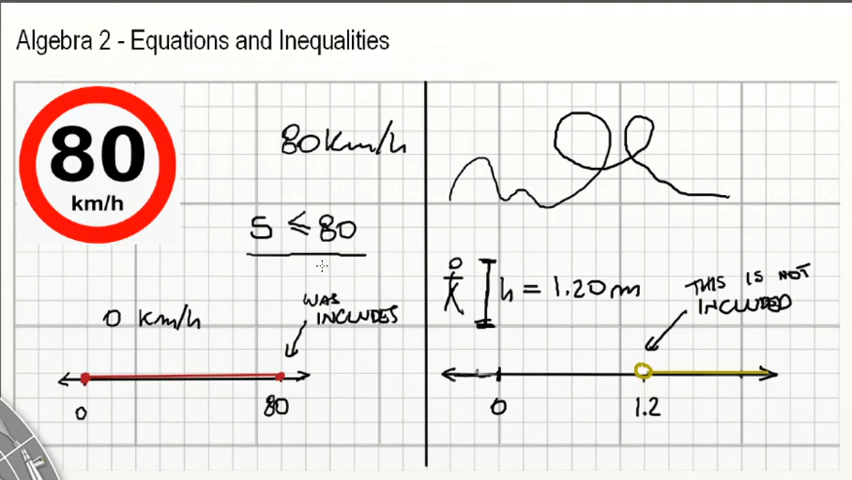 Algebra 2 - Equations and Inequalities
80
km/h
80km/h
S ≤ 80
0 km/h
WAS
INCLUDES
0
80
h = 1.20m
THIS IS NOT
INCLUDED
0
1.2